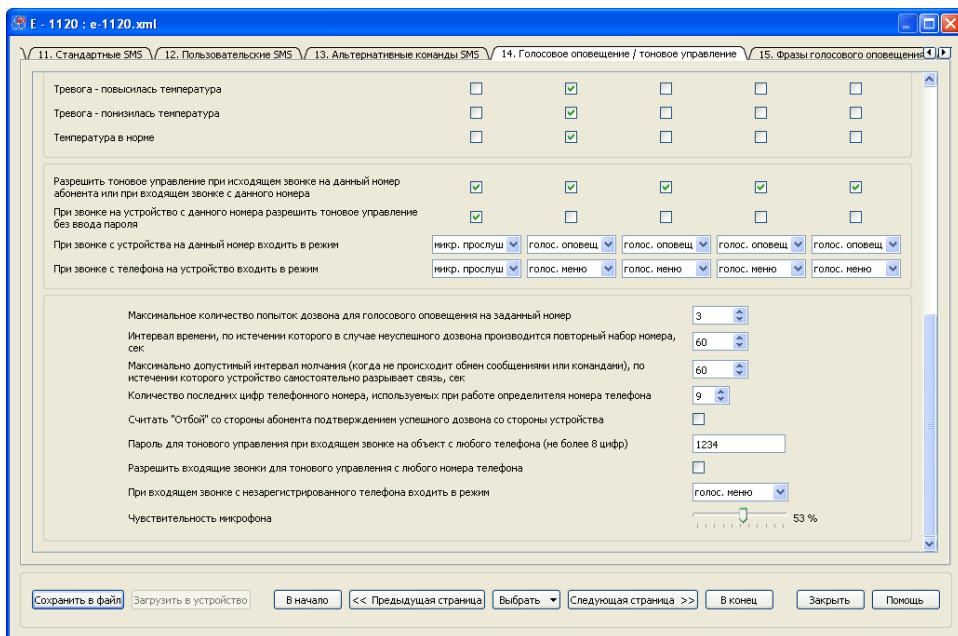 E - 1120 : e-1120.xml
11. Стандартные SMS 12. Пользовательские SMS 13. Альтернативные команды SMS 14. Голосовое оповещение / тоновое управление 15. Фразы голосового оповещения
Тревога - повысилась температура
Тревога - понизилась температура
Температура в норме
Разрешить тоновое управление при исходящем звонке на данный номер
абонента или при входящем звонке с данного номера
При звонке на устройство с данного номера разрешить тоновое управление
без ввода пароля
При звонке с устройства на данный номер входить в режим микр. прослуш голос. оповещ голос. оповещ голос. оповещ голос. оповещ
При звонке с телефона на устройство входить в режим микр. прослуш голос. меню голос. меню голос. меню голос. меню
Максимальное количество попыток дозвона для голосового оповещения на заданный номер 3
Интервал времени, по истечении которого в случае неуспешного дозвона производится повторный набор номера,
сек 60
Максимально допустимый интервал молчания (когда не происходит обмен сообщениями или командами), по
истечении которого устройство самостоятельно разрывает связь, сек 60
Количество последних цифр телефонного номера, используемых при работе определителя номера телефона 9
Считать "Отбой" со стороны абонента подтверждением успешного дозвона со стороны устройства
Пароль для тонового управления при входящем звонке на объект с любого телефона (не более 8 цифр) 1234
Разрешить входящие звонки для тонового управления с любого номера телефона
При входящем звонке с незарегистрированного телефона входить в режим голос. меню
Чувствительность микрофона 53 %
Сохранить в файл Загрузить в устройство В начало << Предыдущая страница Выбрать Следующая страница >> В конец Закрыть Помощь